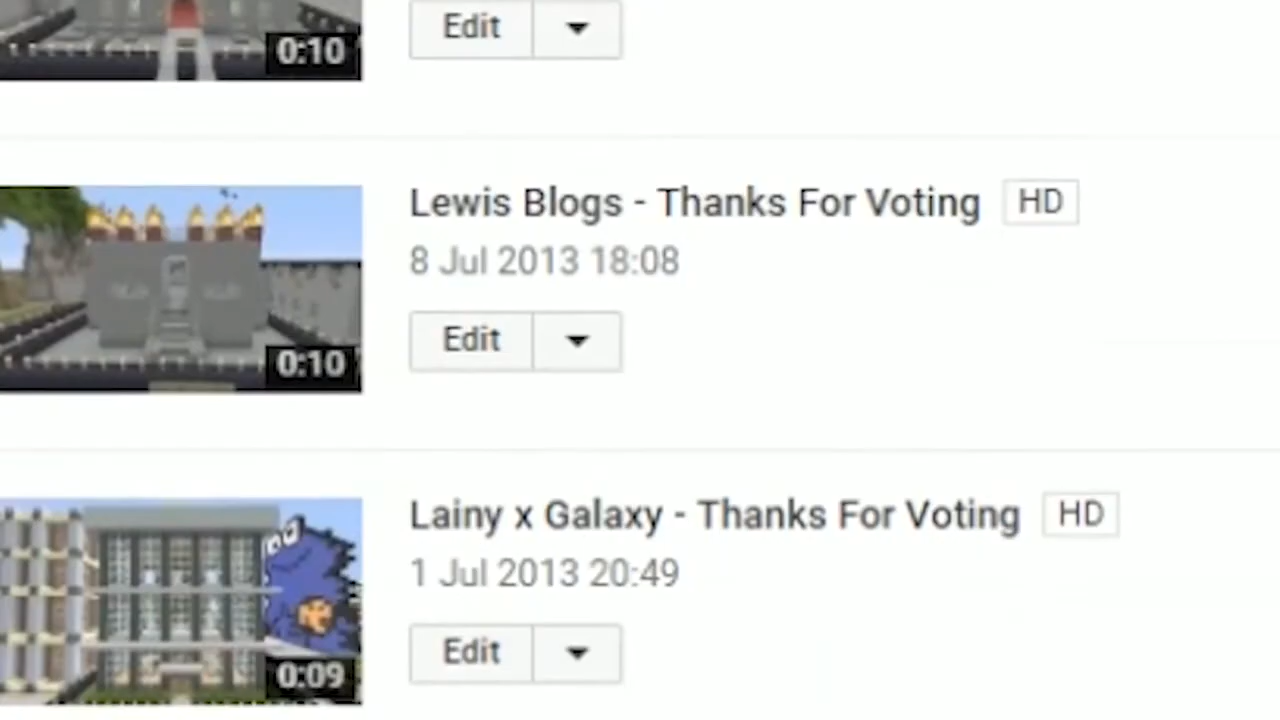 0:10
Edit
Lewis Blogs - Thanks For Voting HD
8 Jul 2013 18:08
Edit
0:10
Lainy x Galaxy - Thanks For Voting HD
1 Jul 2013 20:49
Edit
0:09